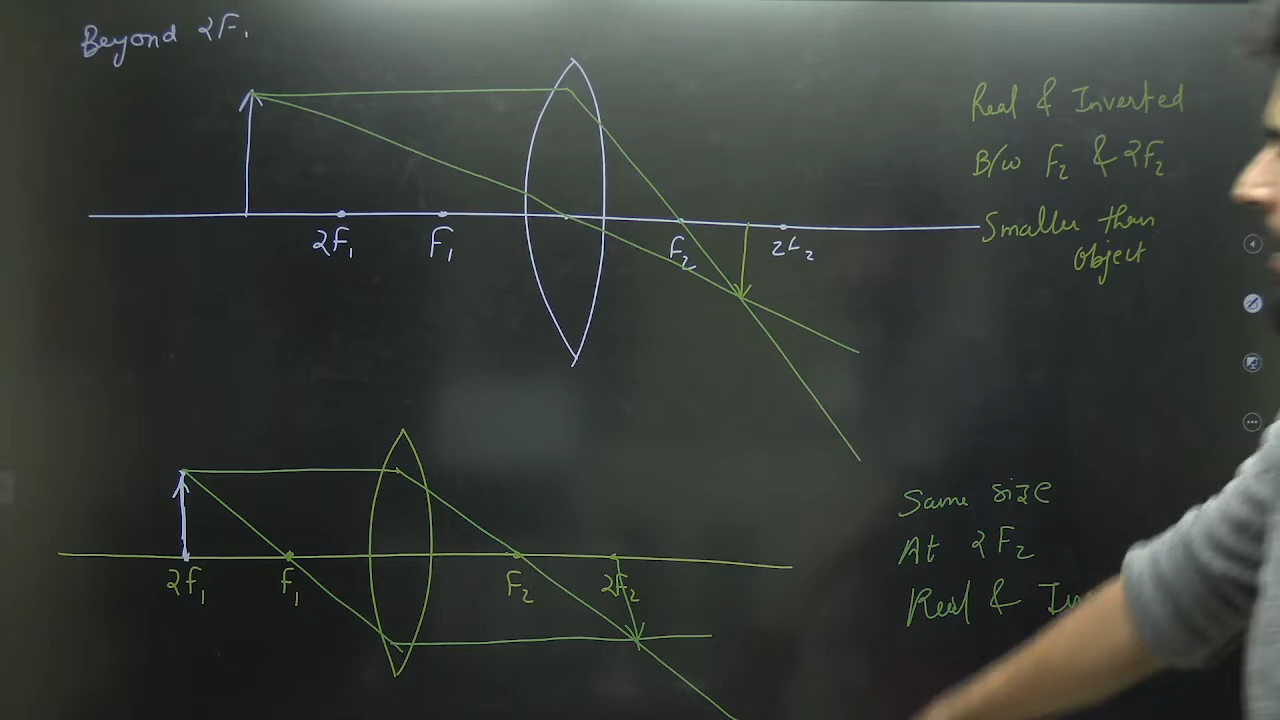 Beyond 2F₁
Real & Inverted
B/w F₂ & 2F₂
Smaller than
Object
2F₁ F₁ F₂ 2F₂
Same size
At 2F₂
Real &
2F₁ F₁ F₂ 2F₂